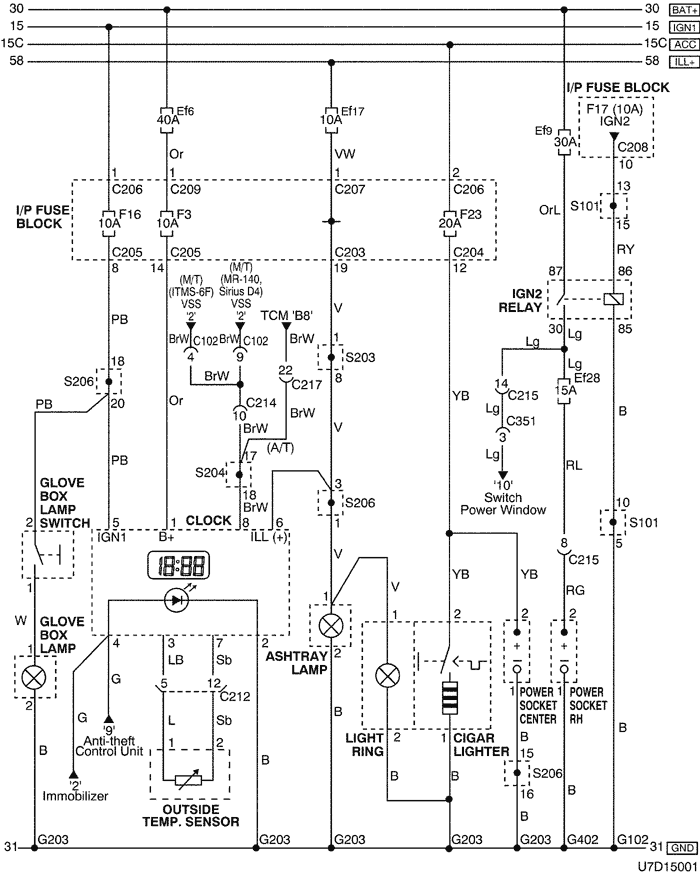 30 30 BAT+
15 15 IGN1
15C 15C ACC
58 58 ILL+
I/P FUSE BLOCK
F17 (10A)
IGN2
C208
10
Ef6
40A
Ef17
10A
Ef9
30A
Or
VW
1 1 1 2
C206 C209 C207 C206
13
S101
15
I/P FUSE
BLOCK
F16
10A
F3
10A
F23
20A
OrL
RY
C205 C205 C203 C204
8 14 19 12
(M/T)
(ITMS-6F)
VSS
'2'
(M/T)
(MR-140,
Sirius D4)
VSS
'2'
TCM 'B8'
87 86
IGN2
RELAY
30 85
PB
V
BrW C102
4
BrW C102
9
BrW
1
S203
8
22
C217
BrW
Lg
Lg
Lg
Ef28
15A
18
S206
20
PB
Or
C214
10
BrW
BrW
(A/T)
YB
14
C215
Lg
C351
3
Lg
B
V
PB
S204
17
18
BrW
RL
'10'
Switch
Power Window
GLOVE
BOX
LAMP
SWITCH
2
1
3
S206
1
10
S101
5
CLOCK
5 1 8 6
IGN1 B+ ILL (+)
18:88
V
8
C215
YB YB
RG
V
W
1
GLOVE
BOX
LAMP
2
1
ASHTRAY
LAMP
2
1
2
2
2
4 3 7 2
LB Sb
G
5 12
C212
L Sb
G
'9'
Anti-theft
Control Unit
'2'
Immobilizer
1 2
OUTSIDE
TEMP. SENSOR
+
−
1
POWER
SOCKET
CENTER
+
−
1
POWER
SOCKET
RH
LIGHT
RING
2
1
CIGAR
LIGHTER
B
B
B
B
B
B
15
S206
16
B
B
B
31 G203 G203 G203 G203 G203 G402 G102 31 GND
U7D15001